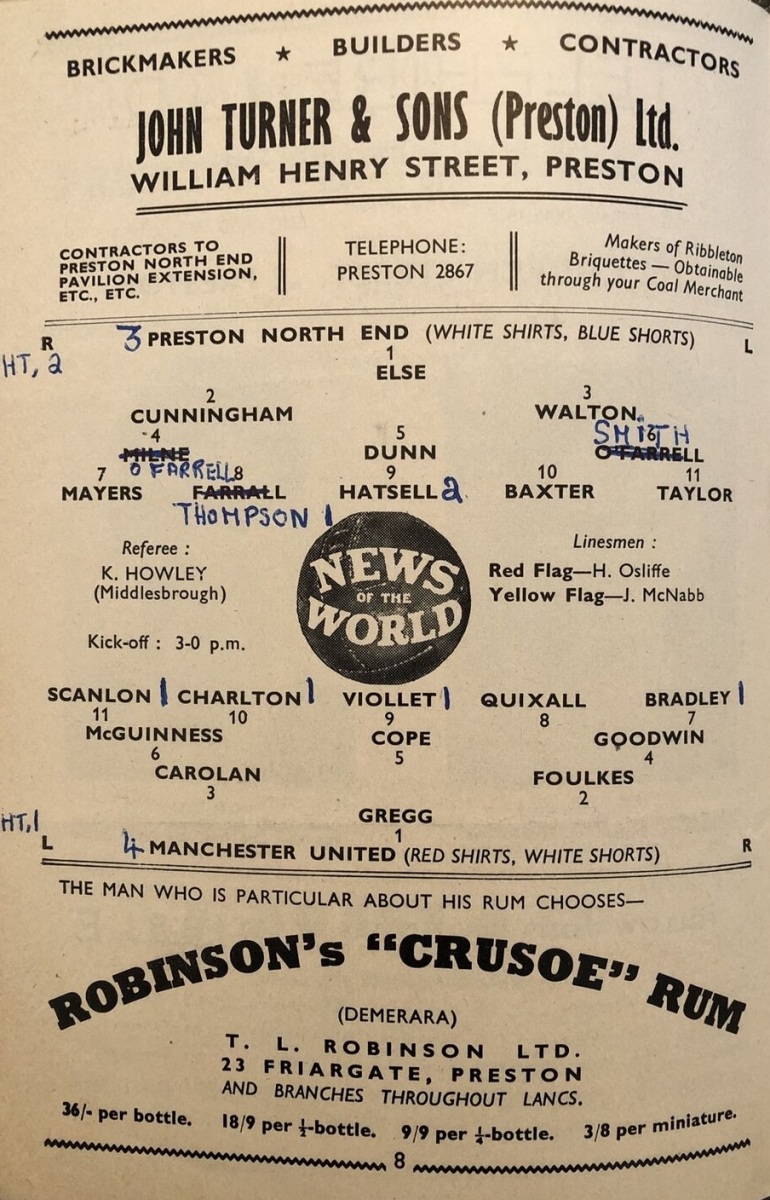 BRICKMAKERS ★ BUILDERS ★ CONTRACTORS
JOHN TURNER & SONS (Preston) Ltd.
WILLIAM HENRY STREET, PRESTON
CONTRACTORS TO
PRESTON NORTH END
PAVILION EXTENSION,
ETC., ETC.
TELEPHONE:
PRESTON 2867
Makers of Ribbleton
Briquettes — Obtainable
through your Coal Merchant
R 3 PRESTON NORTH END (WHITE SHIRTS, BLUE SHORTS) L
HT, 2
1
ELSE
2 3
CUNNINGHAM WALTON
SMITH
4 5 6
MILNE DUNN O'FARRELL
O FARRELL
7 8 9 10 11
MAYERS FARRALL HATSELL 2 BAXTER TAYLOR
THOMPSON 1
Referee :
K. HOWLEY
(Middlesbrough)
Kick-off : 3-0 p.m.
NEWS
OF THE
WORLD
Linesmen :
Red Flag—H. Osliffe
Yellow Flag—J. McNabb
SCANLON 1 CHARLTON 1 VIOLLET 1 QUIXALL BRADLEY 1
11 10 9 8 7
McGUINNESS COPE GOODWIN
6 5 4
CAROLAN FOULKES
3 2
GREGG
1
HT,1
L 4 MANCHESTER UNITED (RED SHIRTS, WHITE SHORTS) R
THE MAN WHO IS PARTICULAR ABOUT HIS RUM CHOOSES—
ROBINSON's "CRUSOE" RUM
(DEMERARA)
T. L. ROBINSON LTD.
23 FRIARGATE, PRESTON
AND BRANCHES THROUGHOUT LANCS.
36/- per bottle. 18/9 per ½-bottle. 9/9 per ¼-bottle. 3/8 per miniature.
8